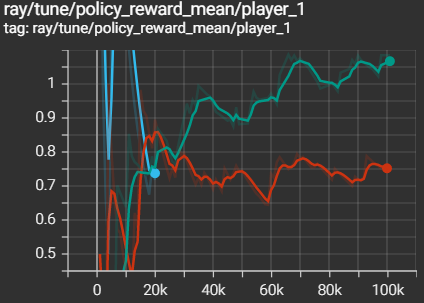 ray/tune/policy_reward_mean/player_1
tag: ray/tune/policy_reward_mean/player_1
1
0.9
0.8
0.7
0.6
0.5
0 20k 40k 60k 80k 100k